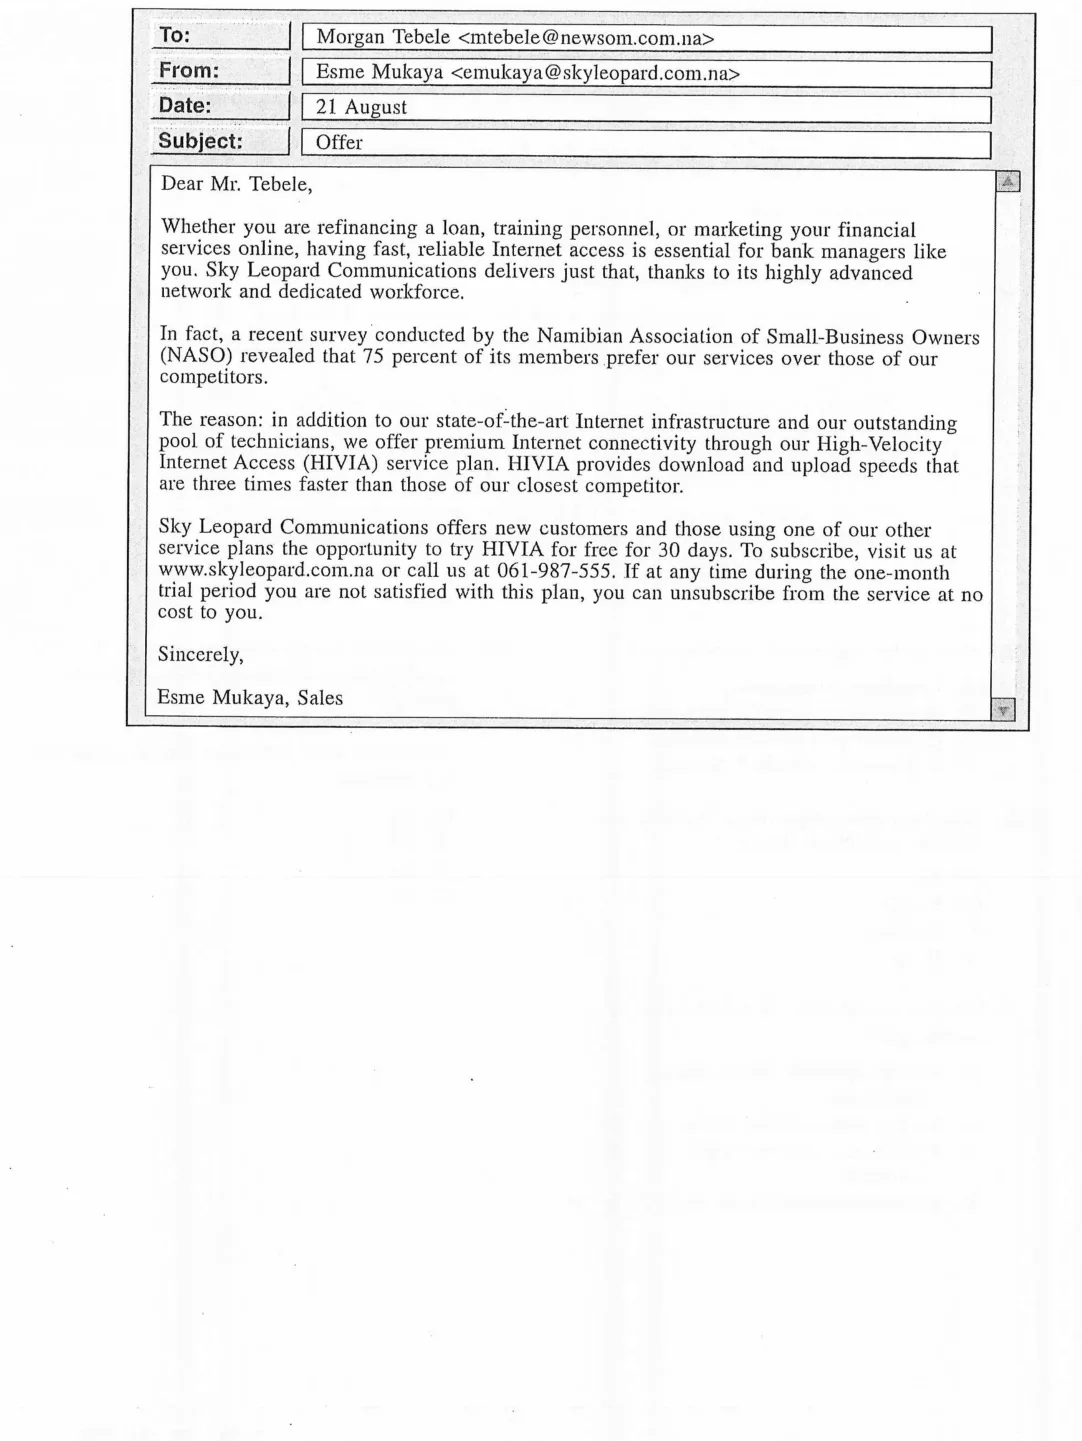 To: Morgan Tebele <mtebele@newsom.com.na>
From: Esme Mukaya <emukaya@skyleopard.com.na>
Date: 21 August
Subject: Offer
Dear Mr. Tebele,
Whether you are refinancing a loan, training personnel, or marketing your financial
services online, having fast, reliable Internet access is essential for bank managers like
you. Sky Leopard Communications delivers just that, thanks to its highly advanced
network and dedicated workforce.
In fact, a recent survey conducted by the Namibian Association of Small-Business Owners
(NASO) revealed that 75 percent of its members prefer our services over those of our
competitors.
The reason: in addition to our state-of-the-art Internet infrastructure and our outstanding
pool of technicians, we offer premium Internet connectivity through our High-Velocity
Internet Access (HIVIA) service plan. HIVIA provides download and upload speeds that
are three times faster than those of our closest competitor.
Sky Leopard Communications offers new customers and those using one of our other
service plans the opportunity to try HIVIA for free for 30 days. To subscribe, visit us at
www.skyleopard.com.na or call us at 061-987-555. If at any time during the one-month
trial period you are not satisfied with this plan, you can unsubscribe from the service at no
cost to you.
Sincerely,
Esme Mukaya, Sales